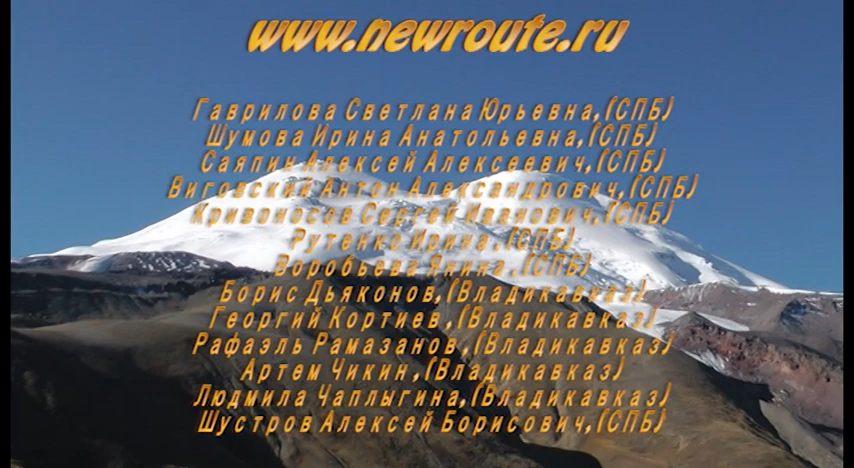 www.newroute.ru
Гаврилова Светлана Юрьевна,(СПБ)
Шумова Ирина Анатольевна,(СПБ)
Саяпин Алексей Алексеевич,(СПБ)
Виговский Антон Александрович,(СПБ)
Кривоносов Сергей Иванович,(СПБ)
Рутенко Ирина,(СПБ)
Воробьева Янина,(СПБ)
Борис Дьяконов,(Владикавказ)
Георгий Кортиев,(Владикавказ)
Рафаэль Рамазанов,(Владикавказ)
Артем Чикин,(Владикавказ)
Людмила Чаплыгина,(Владикавказ)
Шустров Алексей Борисович,(СПБ)